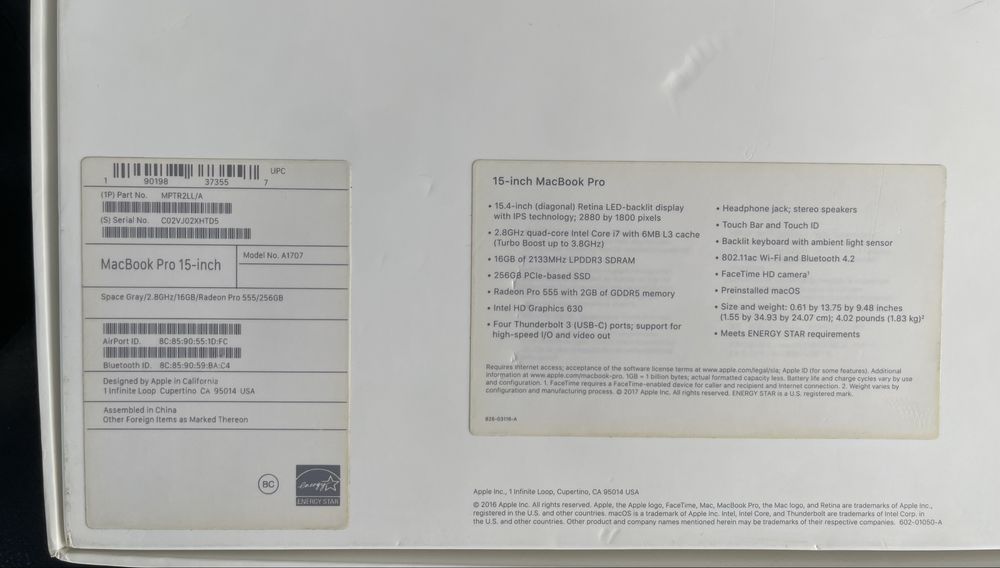 UPC
1 90198 37355 7
(1P) Part No. MPTR2LL/A
(S) Serial No. C02VJ02XHTD5
MacBook Pro 15-inch
Model No. A1707
Space Gray/2.8GHz/16GB/Radeon Pro 555/256GB
AirPort ID. 8C:85:90:55:1D:FC
Bluetooth ID. 8C:85:90:59:BA:C4
Designed by Apple in California
1 Infinite Loop Cupertino CA 95014 USA
Assembled in China
Other Foreign Items as Marked Thereon
BC
energy
ENERGY STAR
15-inch MacBook Pro
• 15.4-inch (diagonal) Retina LED-backlit display
with IPS technology; 2880 by 1800 pixels
• 2.8GHz quad-core Intel Core i7 with 6MB L3 cache
(Turbo Boost up to 3.8GHz)
• 16GB of 2133MHz LPDDR3 SDRAM
• 256GB PCIe-based SSD
• Radeon Pro 555 with 2GB of GDDR5 memory
• Intel HD Graphics 630
• Four Thunderbolt 3 (USB-C) ports; support for
high-speed I/O and video out
• Headphone jack; stereo speakers
• Touch Bar and Touch ID
• Backlit keyboard with ambient light sensor
• 802.11ac Wi-Fi and Bluetooth 4.2
• FaceTime HD camera¹
• Preinstalled macOS
• Size and weight: 0.61 by 13.75 by 9.48 inches
(1.55 by 34.93 by 24.07 cm); 4.02 pounds (1.83 kg)²
• Meets ENERGY STAR requirements
Requires internet access; acceptance of the software license terms at www.apple.com/legal/sla; Apple ID (for some features). Additional
information at www.apple.com/macbook-pro. 1GB = 1 billion bytes; actual formatted capacity less. Battery life and charge cycles vary by use
and configuration. 1. FaceTime requires a FaceTime-enabled device for caller and recipient and Internet connection. 2. Weight varies by
configuration and manufacturing process. © 2017 Apple Inc. All rights reserved. ENERGY STAR is a U.S. registered mark.
826-03116-A
Apple Inc., 1 Infinite Loop, Cupertino, CA 95014 USA
© 2016 Apple Inc. All rights reserved. Apple, the Apple logo, FaceTime, Mac, MacBook Pro, the Mac logo, and Retina are trademarks of Apple Inc.,
registered in the U.S. and other countries. macOS is a trademark of Apple Inc. Intel, Intel Core, and Thunderbolt are trademarks of Intel Corp. in
the U.S. and other countries. Other product and company names mentioned herein may be trademarks of their respective companies. 602-01050-A